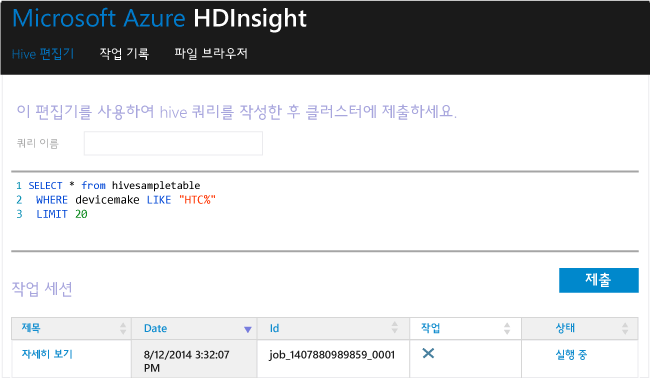 Microsoft Azure HDInsight
Hive 편집기 작업 기록 파일 브라우저
이 편집기를 사용하여 hive 쿼리를 작성한 후 클러스터에 제출하세요.
쿼리 이름
1 SELECT * from hivesampletable
2 WHERE devicemake LIKE "HTC%"
3 LIMIT 20
제출
작업 세션
제목 Date Id 작업 상태
자세히 보기 8/12/2014 3:32:07 job_1407880989859_0001 실행 중
PM